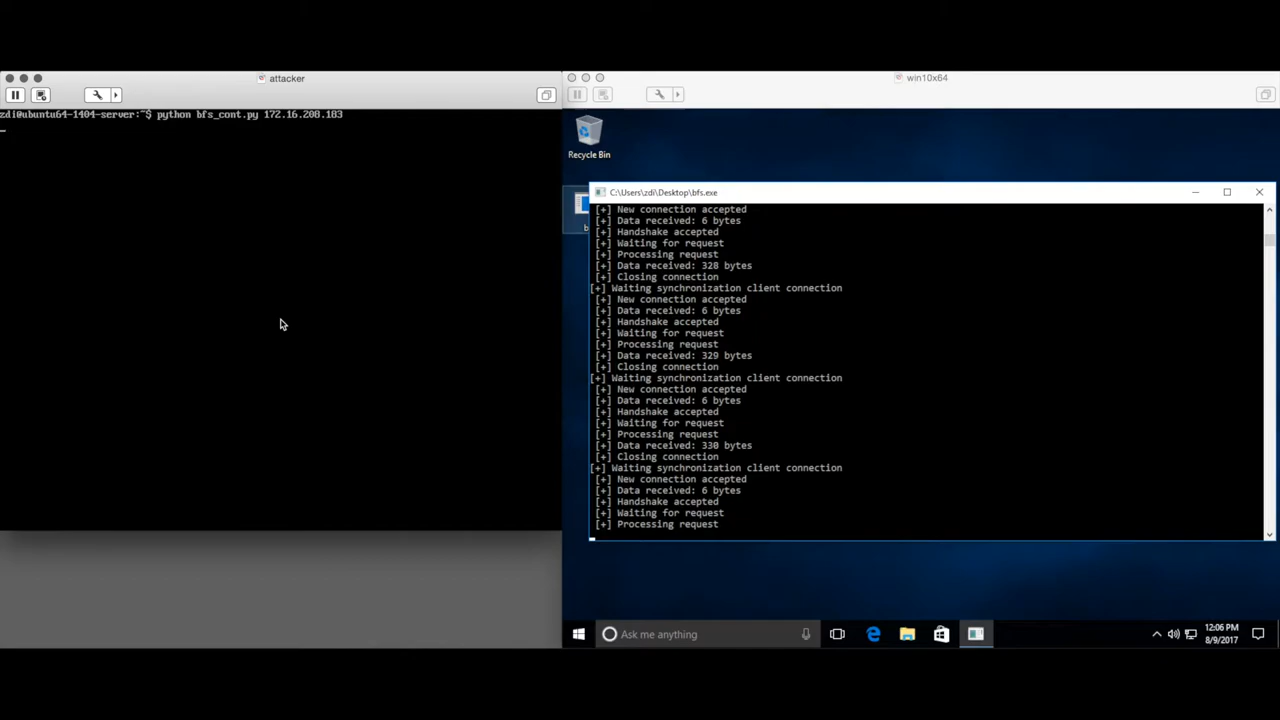 attacker
zdi@ubuntu64-1404-server:~$ python bfs_cont.py 172.16.208.183
win10x64
Recycle Bin
b
C:\Users\zdi\Desktop\bfs.exe
[+] New connection accepted
[+] Data received: 6 bytes
[+] Handshake accepted
[+] Waiting for request
[+] Processing request
[+] Data received: 328 bytes
[+] Closing connection
[+] Waiting synchronization client connection
[+] New connection accepted
[+] Data received: 6 bytes
[+] Handshake accepted
[+] Waiting for request
[+] Processing request
[+] Data received: 329 bytes
[+] Closing connection
[+] Waiting synchronization client connection
[+] New connection accepted
[+] Data received: 6 bytes
[+] Handshake accepted
[+] Waiting for request
[+] Processing request
[+] Data received: 330 bytes
[+] Closing connection
[+] Waiting synchronization client connection
[+] New connection accepted
[+] Data received: 6 bytes
[+] Handshake accepted
[+] Waiting for request
[+] Processing request
Ask me anything
12:06 PM
8/9/2017